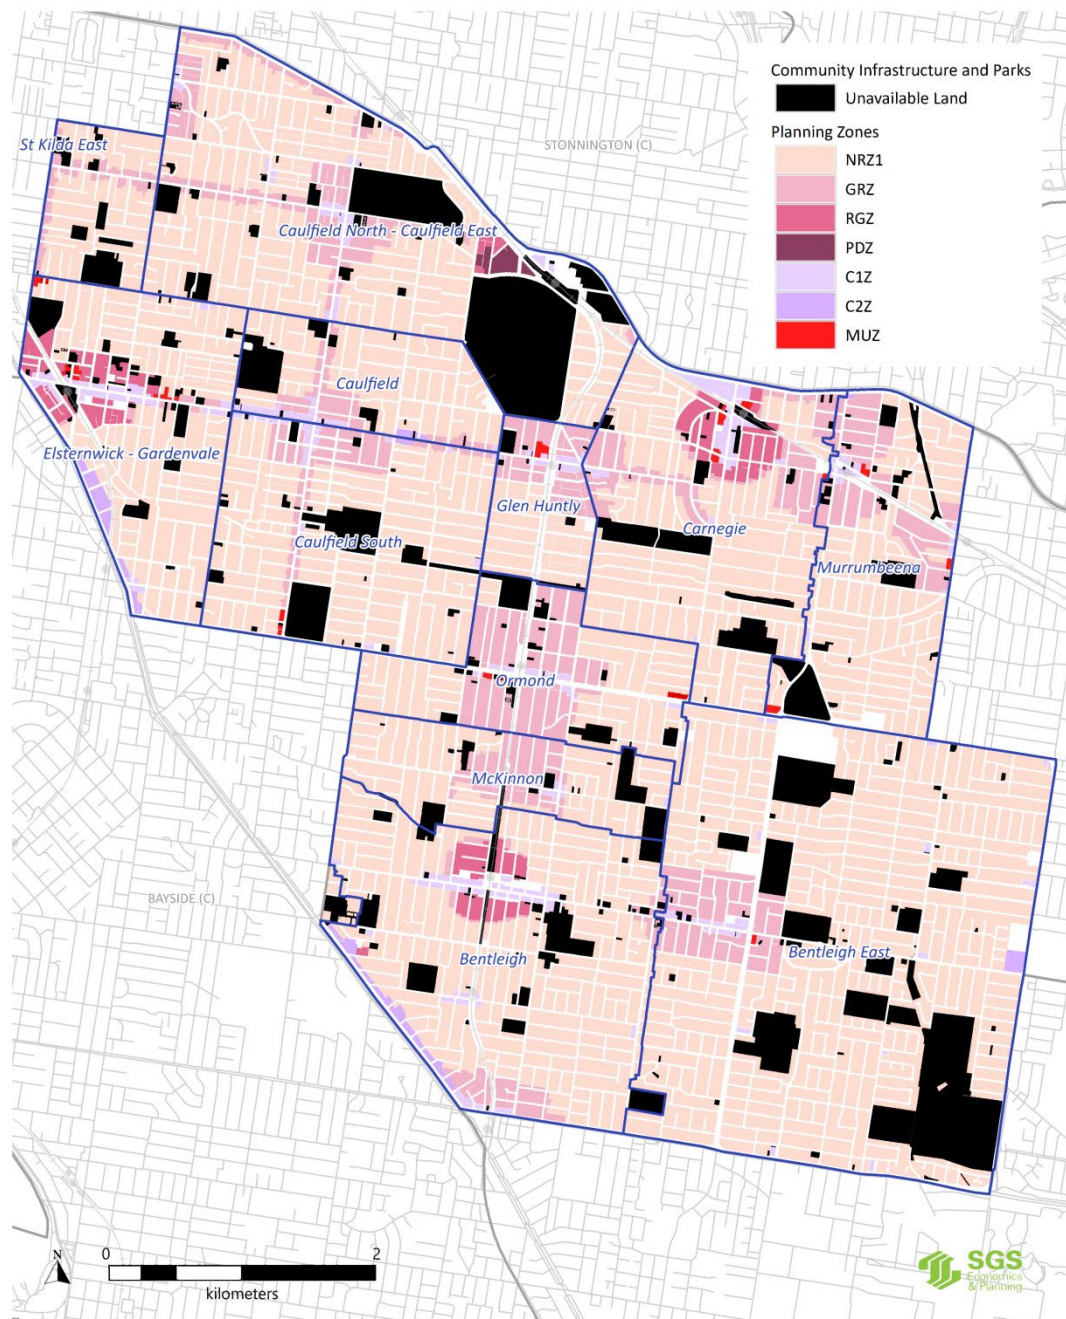 Community Infrastructure and Parks
Unavailable Land
Planning Zones
NRZ1
GRZ
RGZ
PDZ
C1Z
C2Z
MUZ
STONNINGTON (C)
St Kilda East
Caulfield North - Caulfield East
Caulfield
Elsternwick - Gardenvale
Glen Huntly
Carnegie
Caulfield South
Murrumbeena
Ormond
McKinnon
BAYSIDE (C)
Bentleigh
Bentleigh East
N
0 2
kilometers
SGS
Economics
& Planning